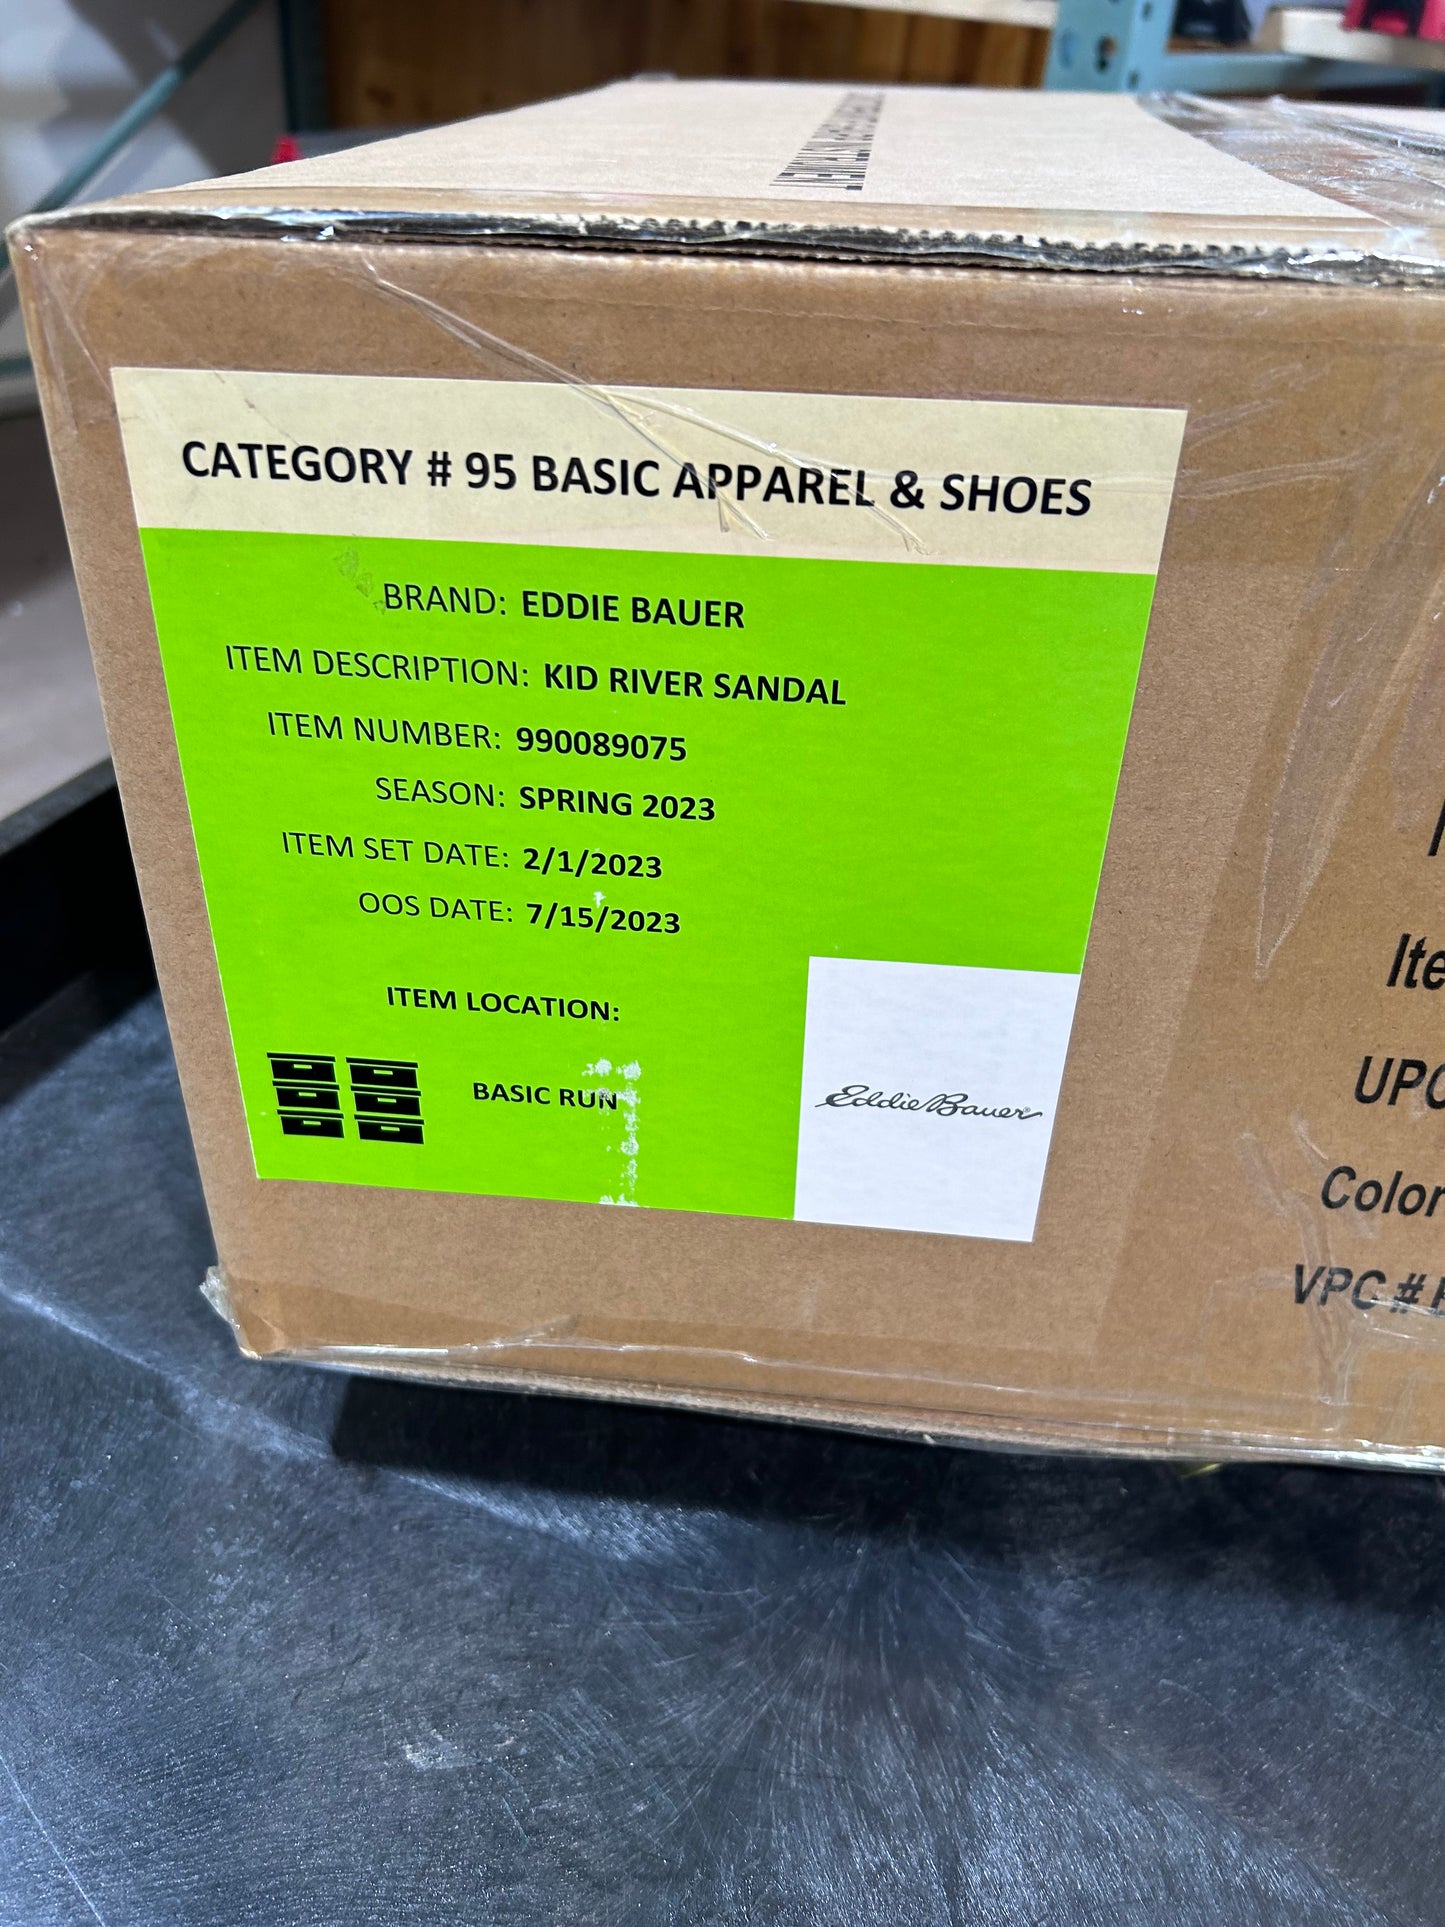 CATEGORY # 95 BASIC APPAREL & SHOES
BRAND: EDDIE BAUER
ITEM DESCRIPTION: KID RIVER SANDAL
ITEM NUMBER: 990089075
SEASON: SPRING 2023
ITEM SET DATE: 2/1/2023
OOS DATE: 7/15/2023
ITEM LOCATION:
BASIC RUN
Eddie Bauer®
Ite
UPC
Color
VPC #